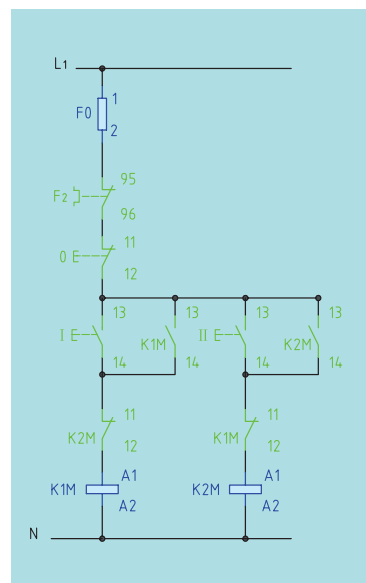 L1
1
F0
2
95
F2
96
11
0 E
12
13 13 13 13
I E K1M II E K2M
14 14 14 14
11 11
K2M K1M
12 12
A1 A1
K1M K2M
A2 A2
N